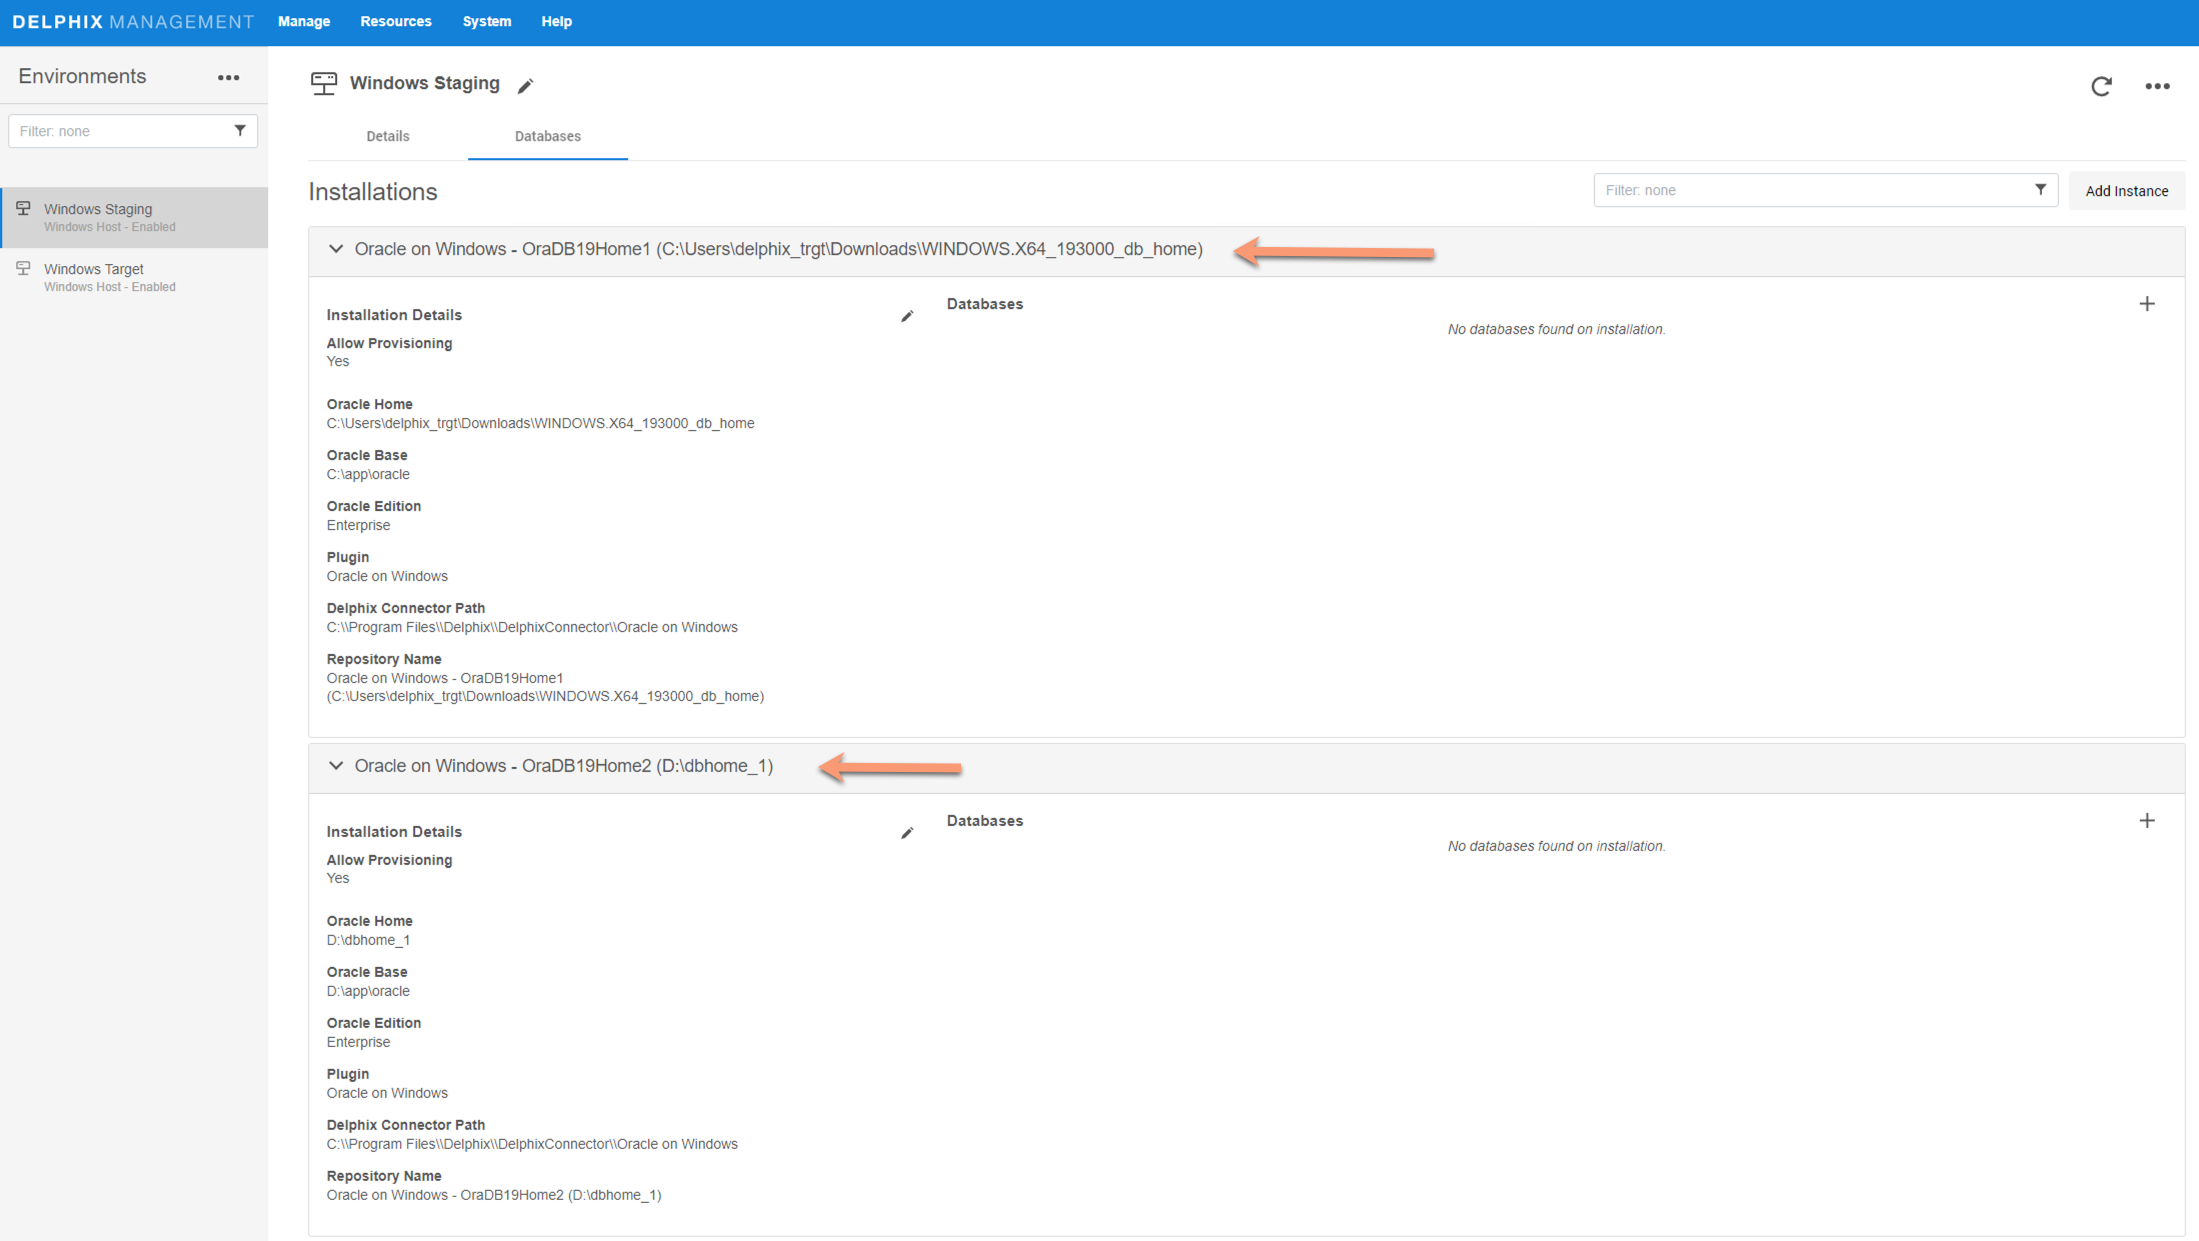 DELPHIX MANAGEMENT Manage Resources System Help
Environments
Filter: none
Windows Staging
Windows Host - Enabled
Windows Target
Windows Host - Enabled
Windows Staging
Details Databases
Installations
Filter: none
Add Instance
Oracle on Windows - OraDB19Home1 (C:\Users\delphix_trgt\Downloads\WINDOWS.X64_193000_db_home)
Installation Details
Allow Provisioning
Yes
Oracle Home
C:\Users\delphix_trgt\Downloads\WINDOWS.X64_193000_db_home
Oracle Base
C:\app\oracle
Oracle Edition
Enterprise
Plugin
Oracle on Windows
Delphix Connector Path
C:\\Program Files\\Delphix\\DelphixConnector\\Oracle on Windows
Repository Name
Oracle on Windows - OraDB19Home1
(C:\Users\delphix_trgt\Downloads\WINDOWS.X64_193000_db_home)
Databases
No databases found on installation.
Oracle on Windows - OraDB19Home2 (D:\dbhome_1)
Installation Details
Allow Provisioning
Yes
Oracle Home
D:\dbhome_1
Oracle Base
D:\app\oracle
Oracle Edition
Enterprise
Plugin
Oracle on Windows
Delphix Connector Path
C:\\Program Files\\Delphix\\DelphixConnector\\Oracle on Windows
Repository Name
Oracle on Windows - OraDB19Home2 (D:\dbhome_1)
Databases
No databases found on installation.